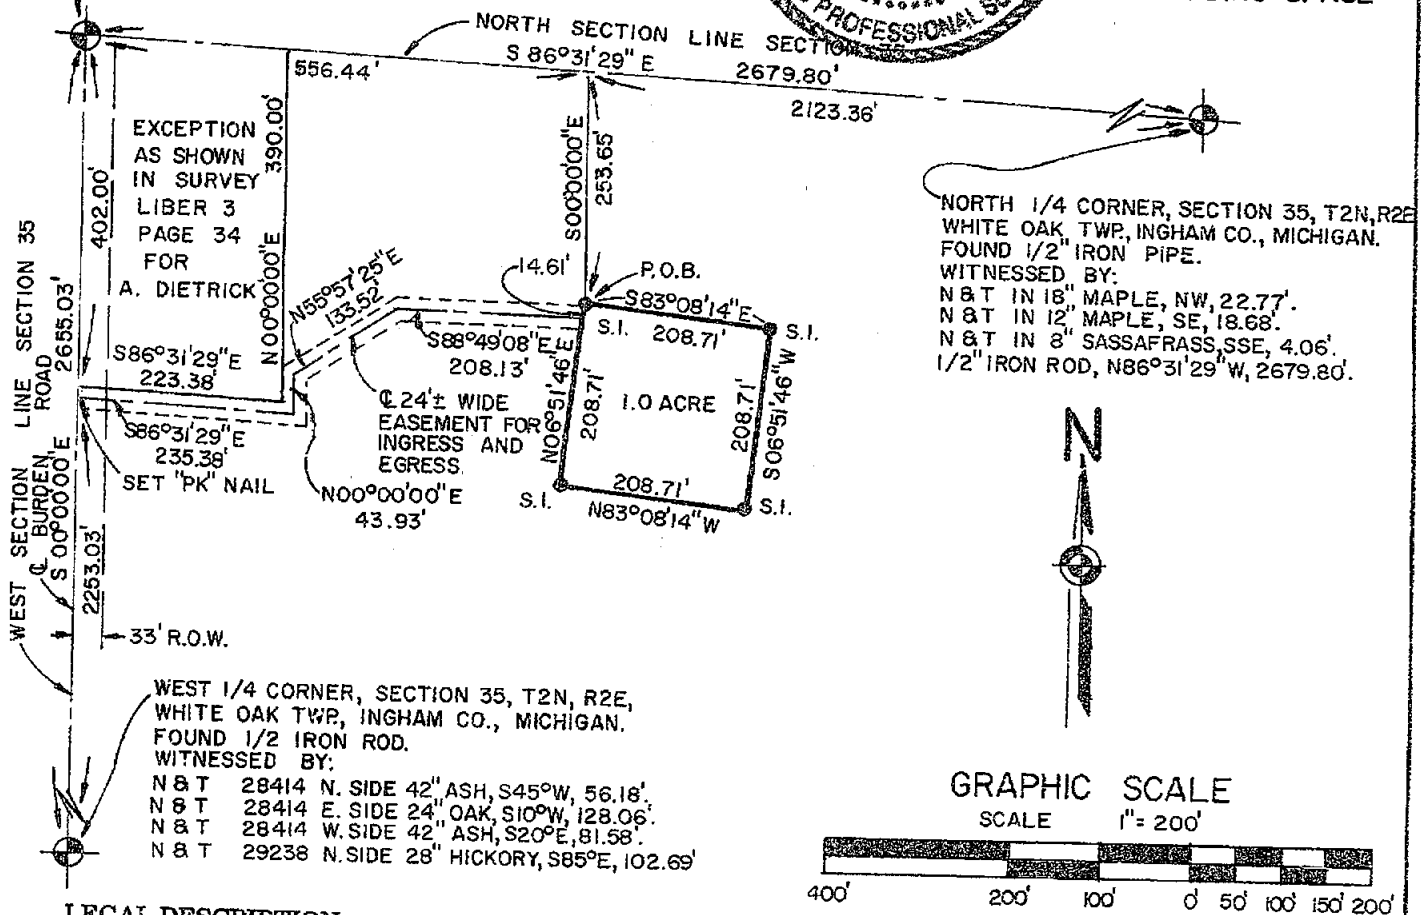 PROFESSIONAL
NORTH SECTION LINE SECTION 35
S 86°31'29" E
2679.80'
556.44'
2123.36'
EXCEPTION
AS SHOWN
IN SURVEY
LIBER 3
PAGE 34
FOR
A. DIETRICK
390.00'
N00°00'00"E
402.00'
S00°00'00"E
253.65'
NORTH 1/4 CORNER, SECTION 35, T2N,R2E
WHITE OAK TWP., INGHAM CO., MICHIGAN.
FOUND 1/2" IRON PIPE.
WITNESSED BY:
N & T IN 18" MAPLE, NW, 22.77'.
N & T IN 12" MAPLE, SE, 18.68'.
N & T IN 8" SASSAFRASS,SSE, 4.06'.
1/2" IRON ROD, N86°31'29"W, 2679.80'.
N55°57'25"E
133.52'
14.61'
P.O.B.
S83°08'14"E
208.71'
S.I.
S.I.
S88°49'08"E
208.13'
S86°31'29"E
223.38'
S86°31'29"E
235.38'
SET "PK" NAIL
℄ 24'± WIDE
EASEMENT FOR
INGRESS AND
EGRESS.
N06°51'46"E
208.71'
1.0 ACRE
208.71'
S06°51'46"W
N00°00'00"E
43.93'
S.I.
208.71'
N83°08'14"W
S.I.
N
WEST SECTION LINE SECTION 35
℄ BURDEN ROAD
S 00°00'00"E 2655.03'
2253.03'
33' R.O.W.
WEST 1/4 CORNER, SECTION 35, T2N, R2E,
WHITE OAK TWP., INGHAM CO., MICHIGAN.
FOUND 1/2 IRON ROD.
WITNESSED BY:
N & T 28414 N. SIDE 42" ASH, S45°W, 56.18'.
N & T 28414 E. SIDE 24" OAK, S10°W, 128.06'.
N & T 28414 W. SIDE 42" ASH, S20°E, 81.58'.
N & T 29238 N. SIDE 28" HICKORY, S85°E, 102.69'
GRAPHIC SCALE
SCALE 1"= 200'
400' 200' 100' 0' 50' 100' 150' 200'
LEGAL DESCRIPTION